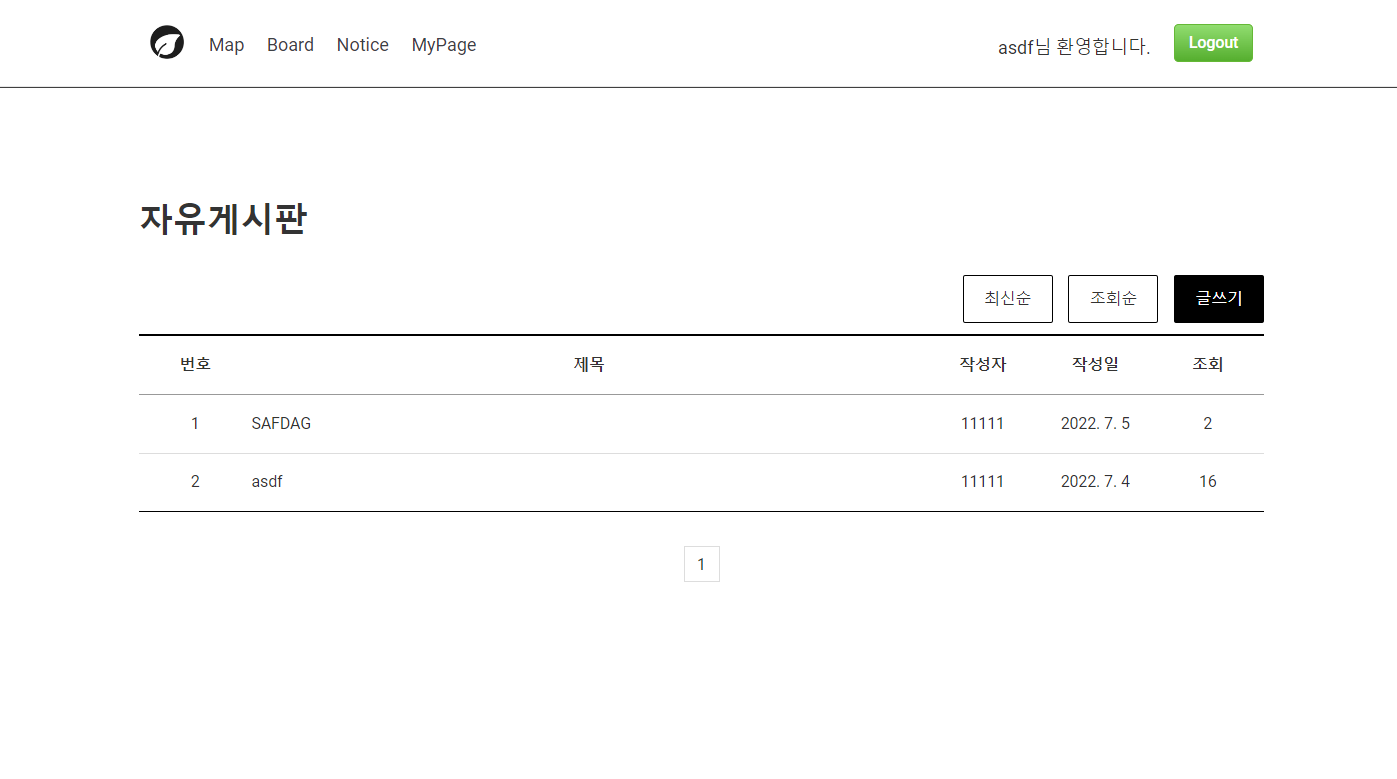 Map Board Notice MyPage asdf님 환영합니다. Logout
자유게시판
최신순 조회순 글쓰기
번호 제목 작성자 작성일 조회
1 SAFDAG 11111 2022. 7. 5 2
2 asdf 11111 2022. 7. 4 16
1